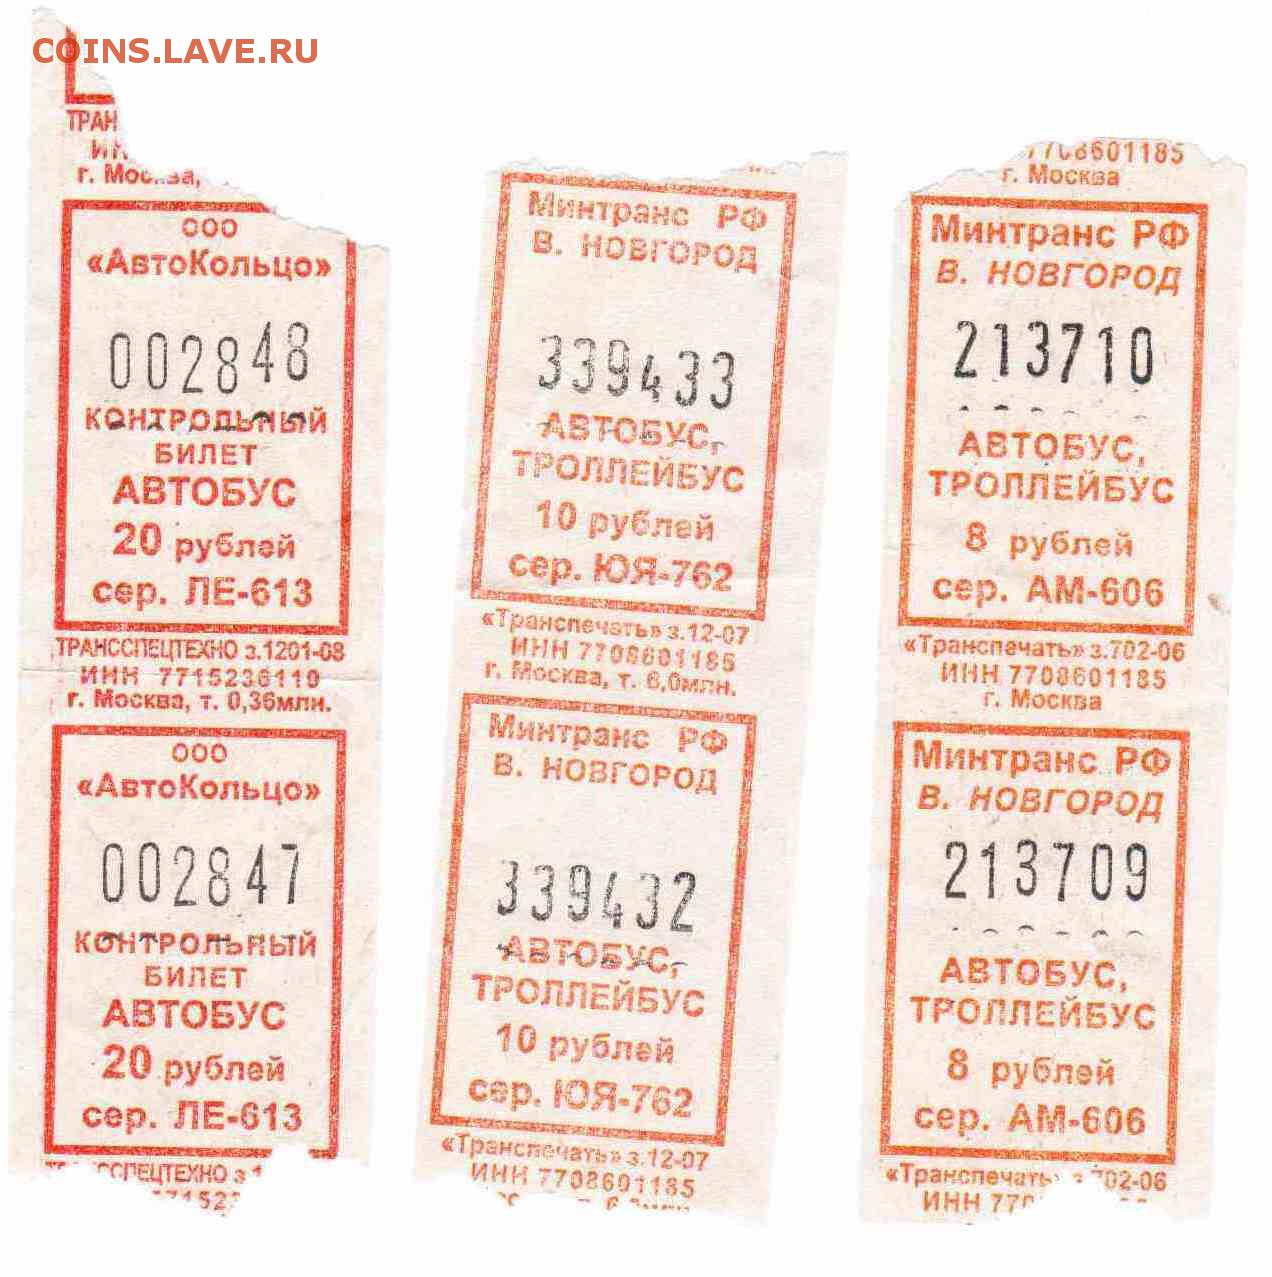 COINS.LAVE.RU
ТРАН
г. Москва,
ООО
«АвтоКольцо»
002848
КОНТРОЛЬНЫЙ
БИЛЕТ
АВТОБУС
20 рублей
сер. ЛЕ-613
ТРАНССПЕЦТЕХНО з.1201-08
ИНН 7715236110
г. Москва, т. 0,36млн.
ООО
«АвтоКольцо»
002847
КОНТРОЛЬНЫЙ
БИЛЕТ
АВТОБУС
20 рублей
сер. ЛЕ-613
Минтранс РФ
В. НОВГОРОД
339433
АВТОБУС,
ТРОЛЛЕЙБУС
10 рублей
сер. ЮЯ-762
«Транспечать» з.12-07
ИНН 7708601185
г. Москва, т. 6,0млн.
Минтранс РФ
В. НОВГОРОД
339432
АВТОБУС,
ТРОЛЛЕЙБУС
10 рублей
сер. ЮЯ-762
«Транспечать» з.12-07
ИНН 7708601185
7708601185
г. Москва
Минтранс РФ
В. НОВГОРОД
213710
АВТОБУС,
ТРОЛЛЕЙБУС
8 рублей
сер. АМ-606
«Транспечать» з.702-06
ИНН 7708601185
г. Москва
Минтранс РФ
В. НОВГОРОД
213709
АВТОБУС,
ТРОЛЛЕЙБУС
8 рублей
сер. АМ-606
«Транспечать» з.702-06
ИНН